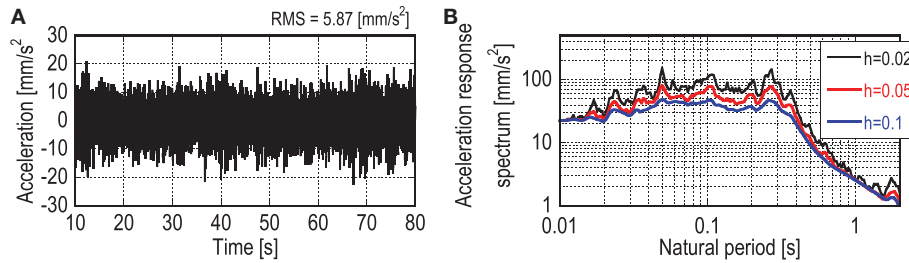 A
RMS = 5.87 [mm/s²]
Acceleration [mm/s²
30
20
10
0
-10
-20
-30
10 20 30 40 50 60 70 80
Time [s]
B
Acceleration response
spectrum [mm/s²]
100
10
1
0.01 0.1 1
Natural period [s]
h=0.02
h=0.05
h=0.1